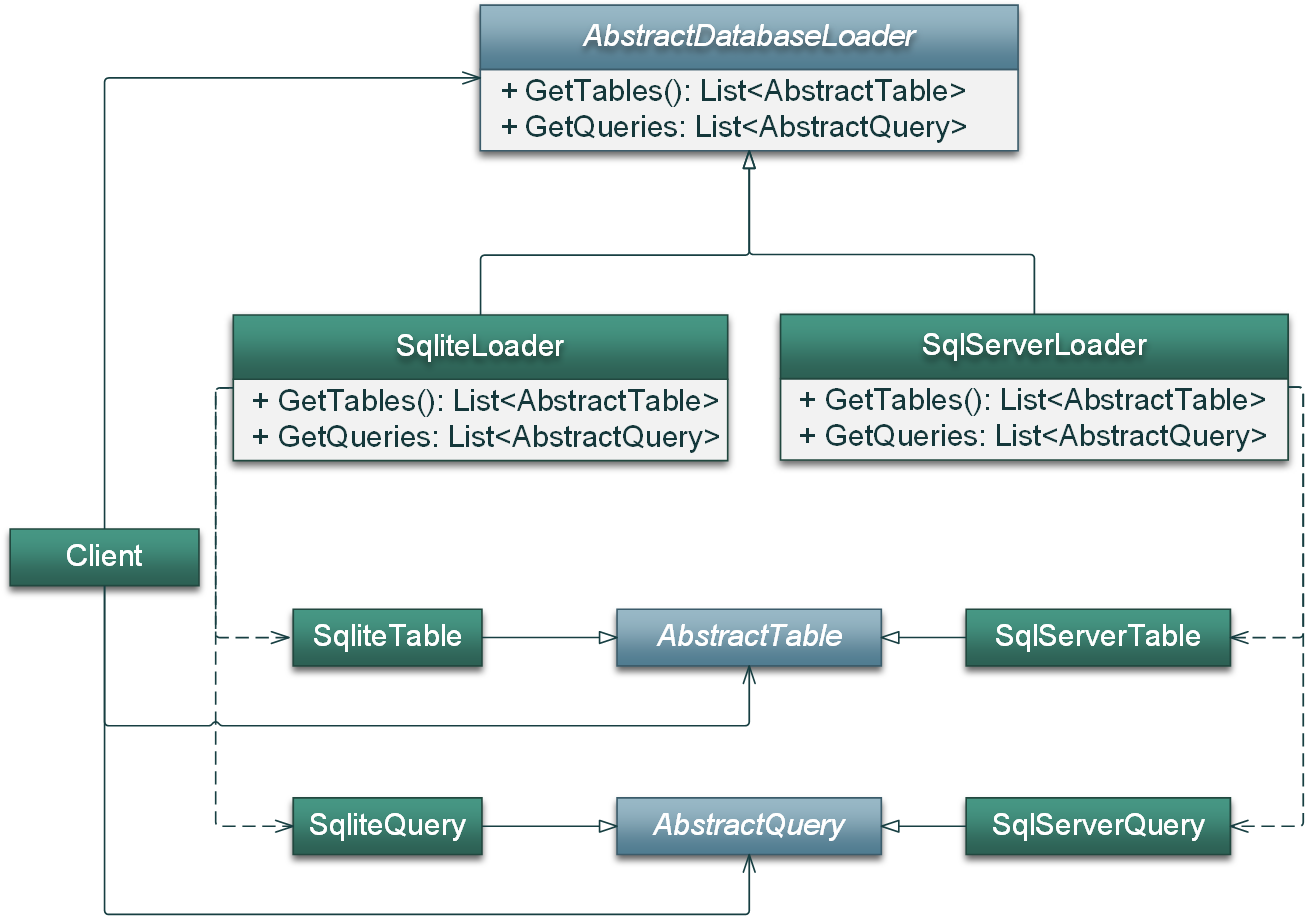 AbstractDatabaseLoader
+ GetTables(): List<AbstractTable>
+ GetQueries: List<AbstractQuery>
SqliteLoader
+ GetTables(): List<AbstractTable>
+ GetQueries: List<AbstractQuery>
SqlServerLoader
+ GetTables(): List<AbstractTable>
+ GetQueries: List<AbstractQuery>
Client
SqliteTable
AbstractTable
SqlServerTable
SqliteQuery
AbstractQuery
SqlServerQuery